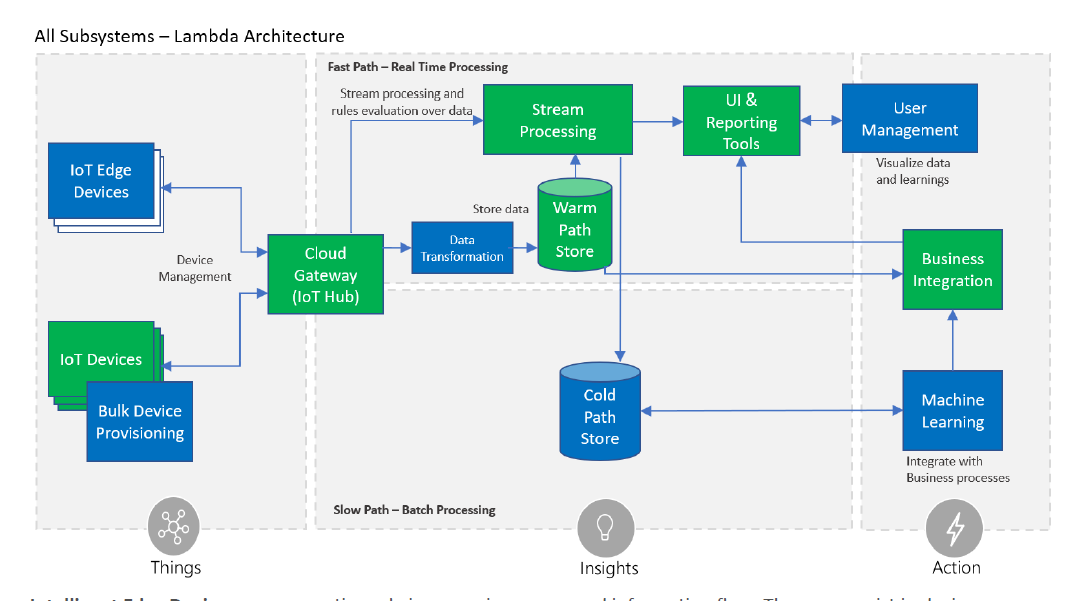 All Subsystems – Lambda Architecture
Fast Path – Real Time Processing
Stream processing and
rules evaluation over data
Stream
Processing
UI &
Reporting
Tools
User
Management
Visualize data
and learnings
IoT Edge
Devices
Store data
Warm
Path
Store
Data
Transformation
Device
Management
Cloud
Gateway
(IoT Hub)
Business
Integration
IoT Devices
Bulk Device
Provisioning
Cold
Path
Store
Machine
Learning
Integrate with
Business processes
Slow Path – Batch Processing
Things
Insights
Action